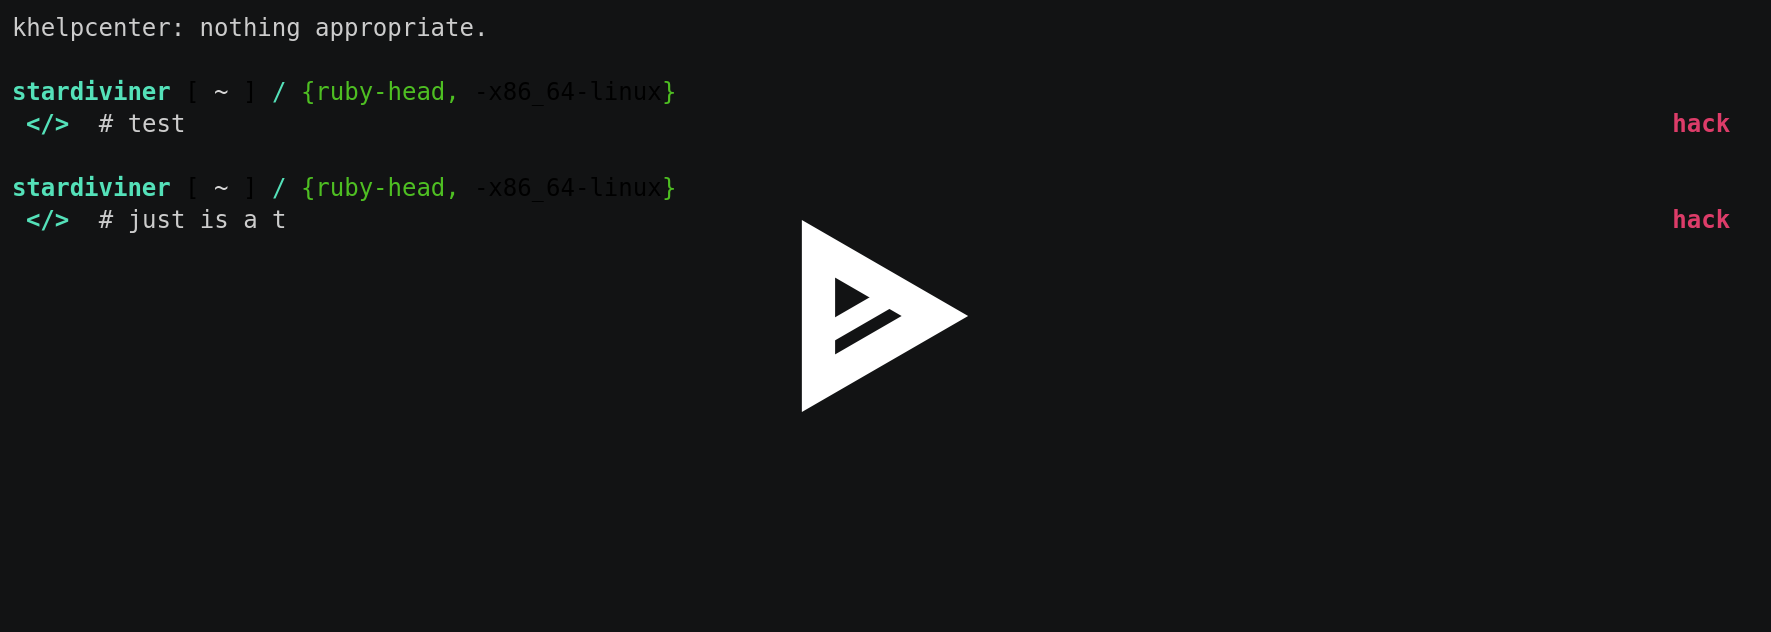 khelpcenter: nothing appropriate.
stardiviner [ ~ ] / {ruby-head, -x86_64-linux}
</> # test hack
stardiviner [ ~ ] / {ruby-head, -x86_64-linux}
</> # just is a t hack